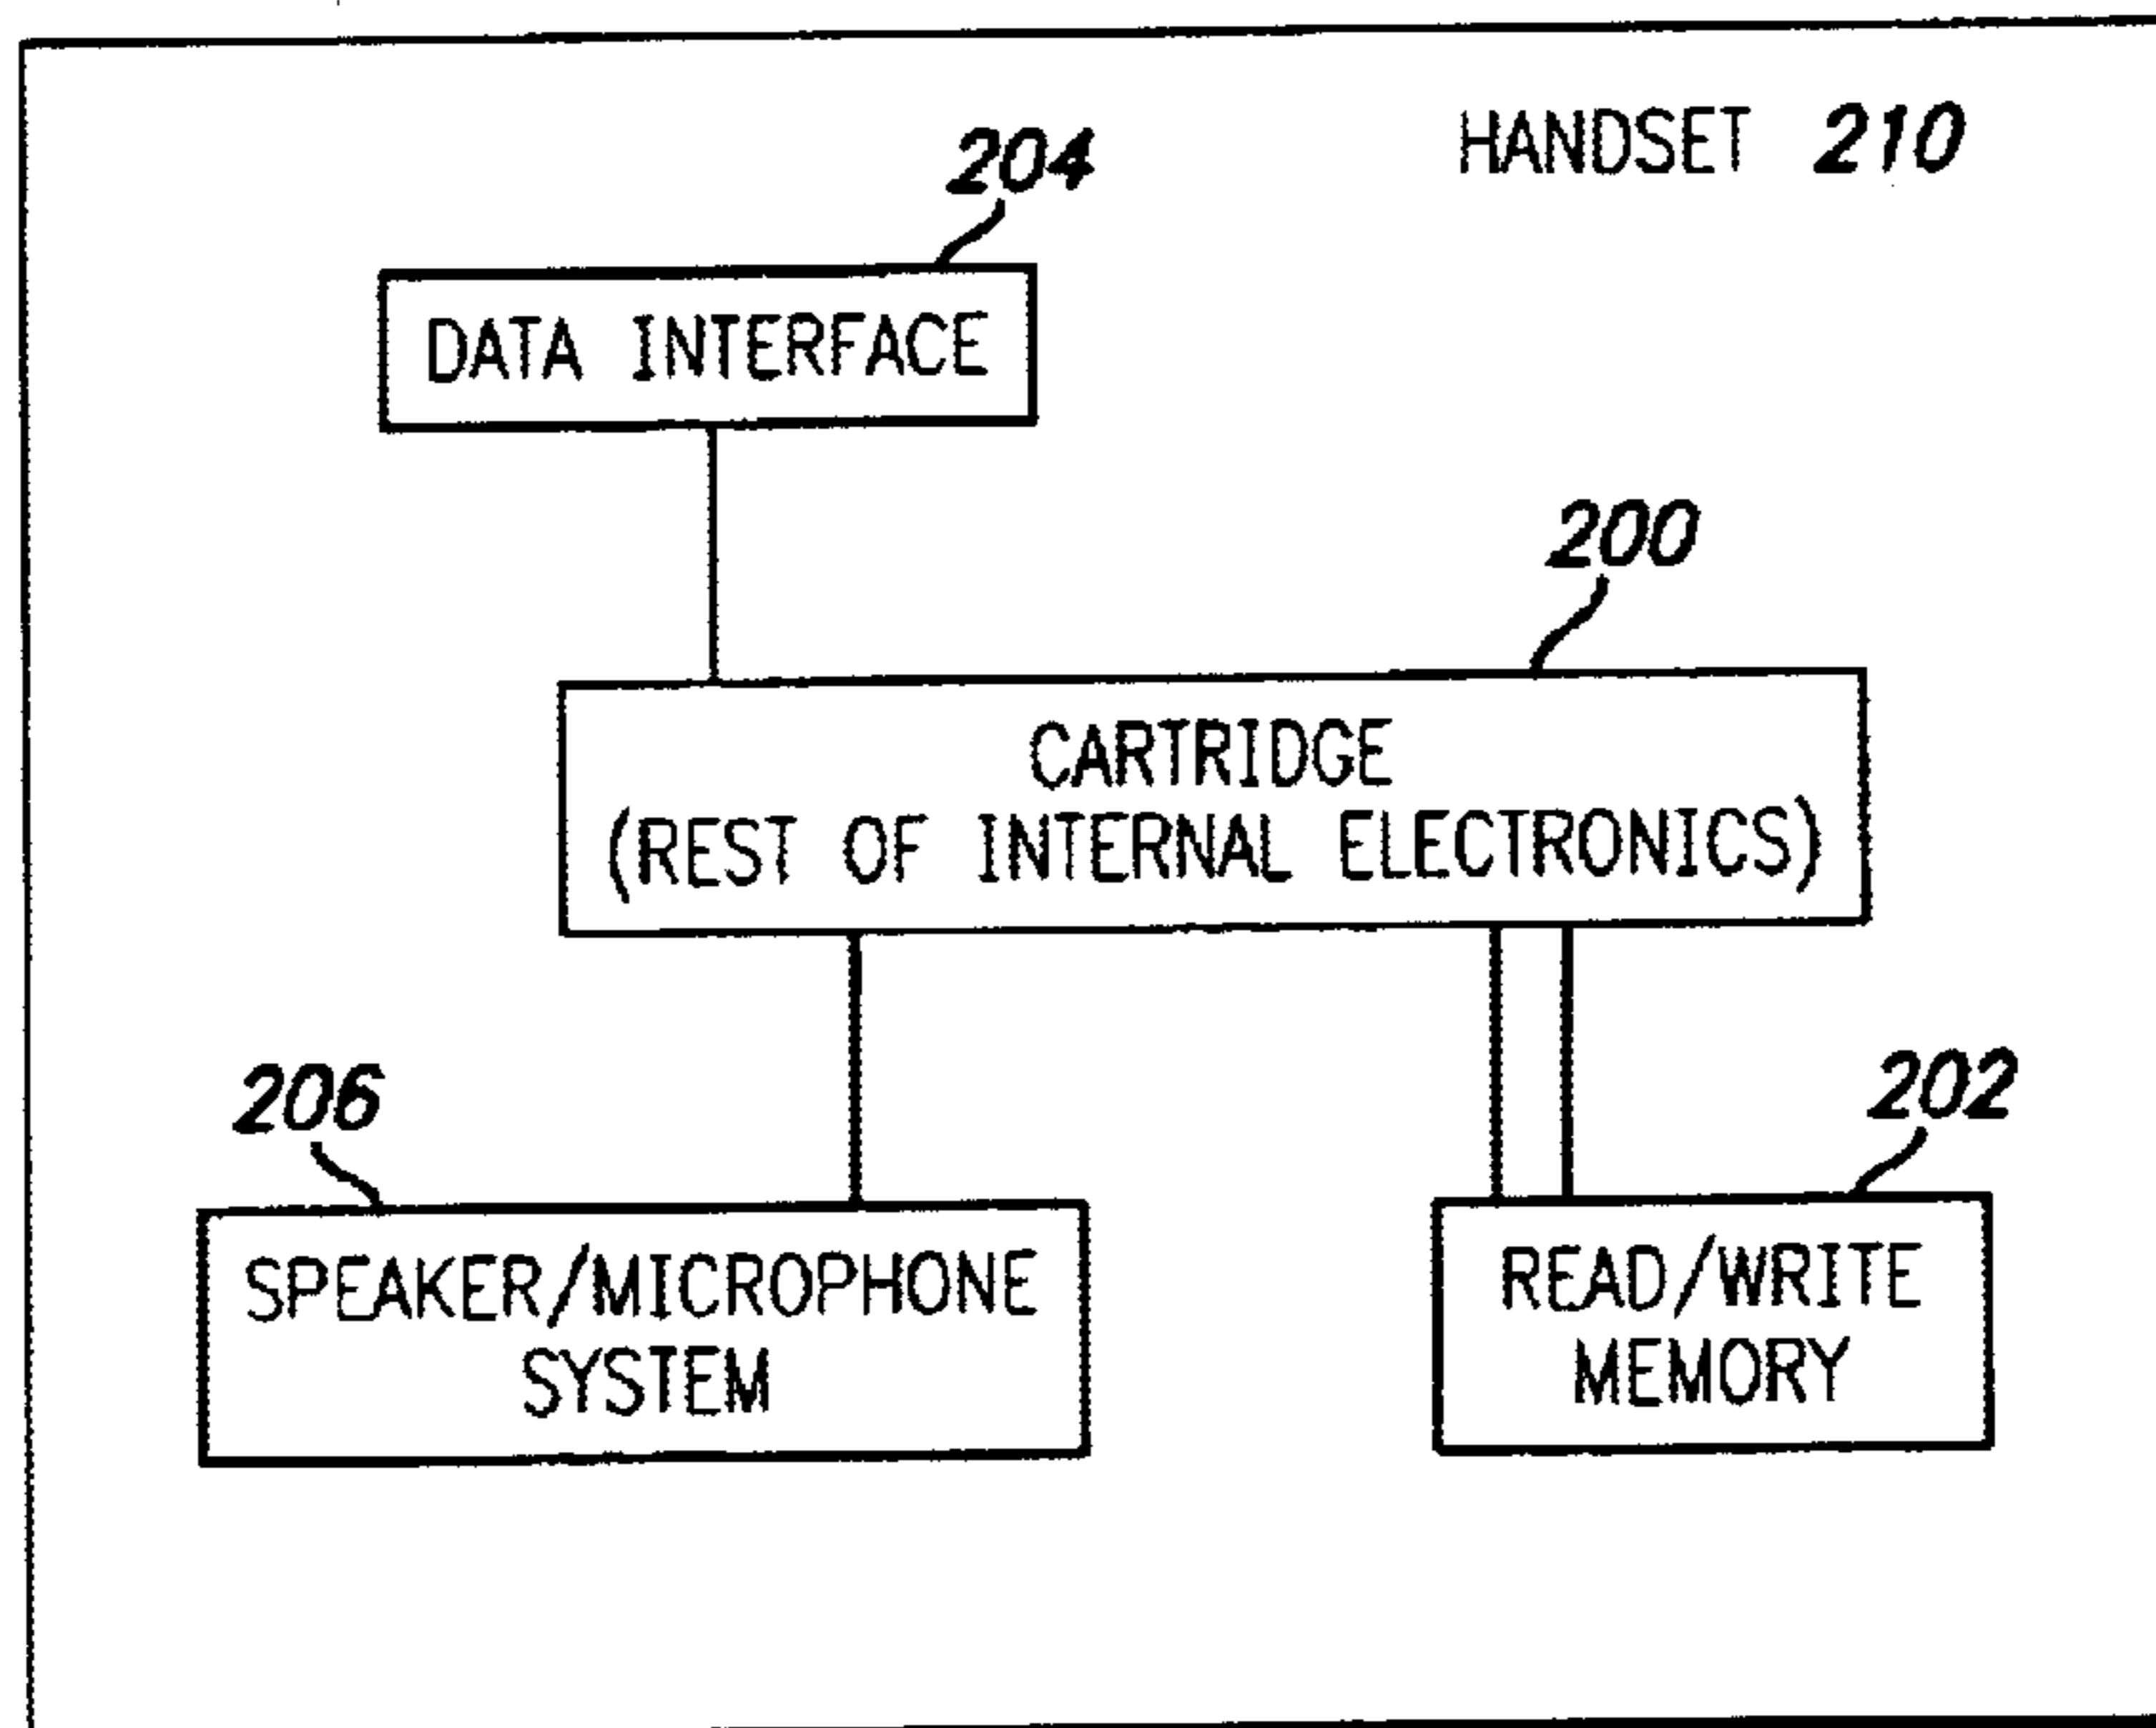 HANDSET 210
204
DATA INTERFACE
200
CARTRIDGE
(REST OF INTERNAL ELECTRONICS)
206
202
SPEAKER/MICROPHONE
SYSTEM
READ/WRITE
MEMORY